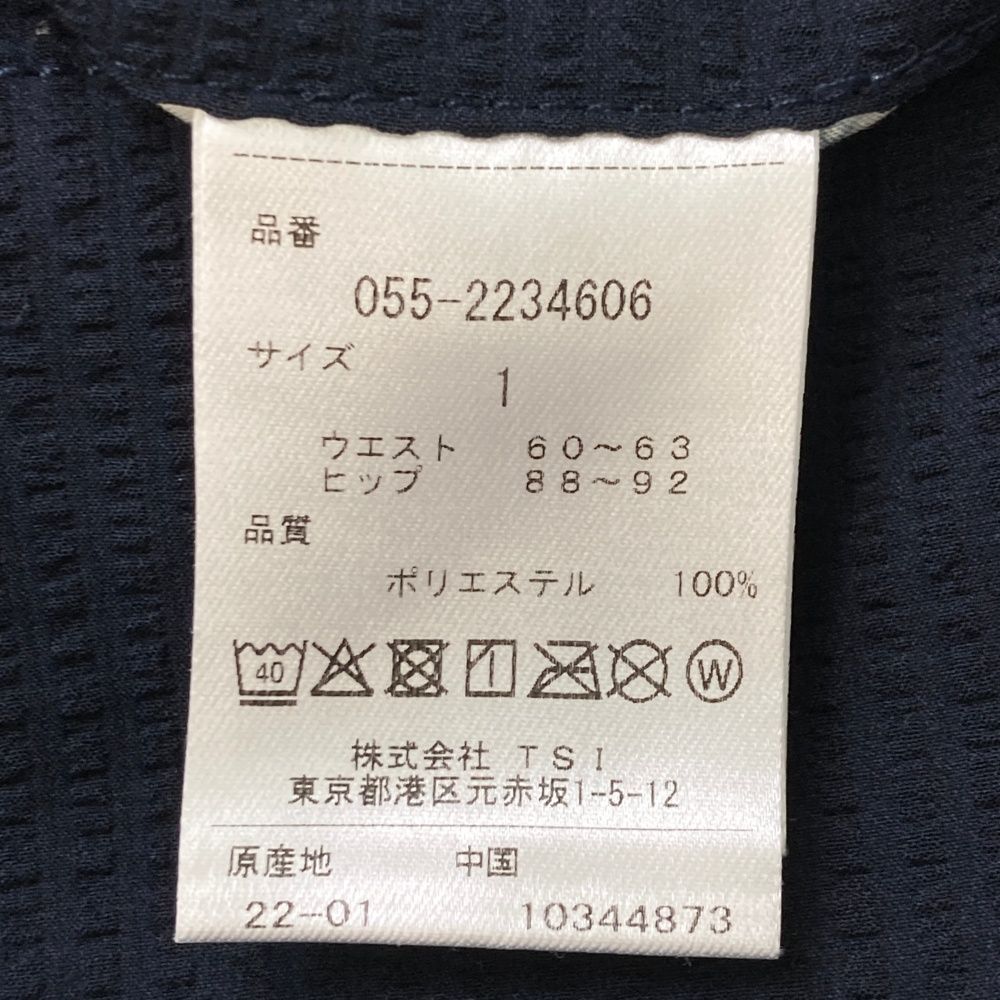 品番
055-2234606
サイズ
1
ウエスト 60～63
ヒップ 88～92
品質
ポリエステル 100%
40 W
株式会社 TSI
東京都港区元赤坂1-5-12
原産地 中国
22-01 10344873